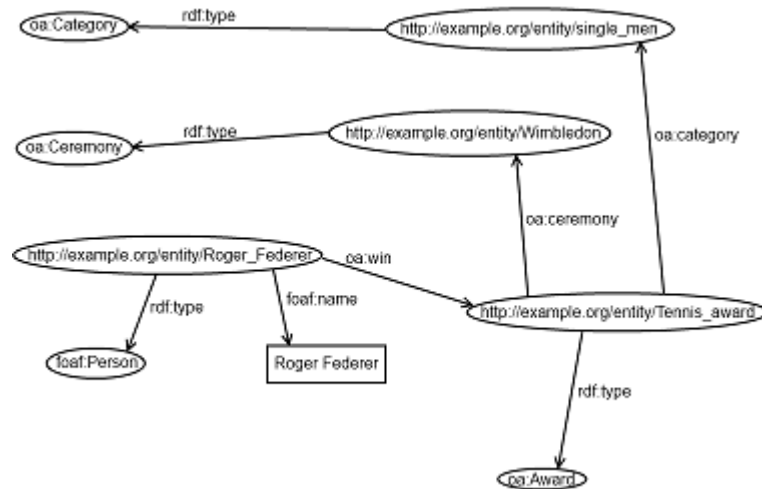 rdf:type
oa:Category
http://example.org/entity/single_men
rdf:type
http://example.org/entity/Wimbledon
oa:category
oa:Ceremony
oa:ceremony
http://example.org/entity/Roger_Federer
oa:win
rdf:type
foaf:name
http://example.org/entity/Tennis_award
foaf:Person
Roger Federer
rdf:type
oa:Award